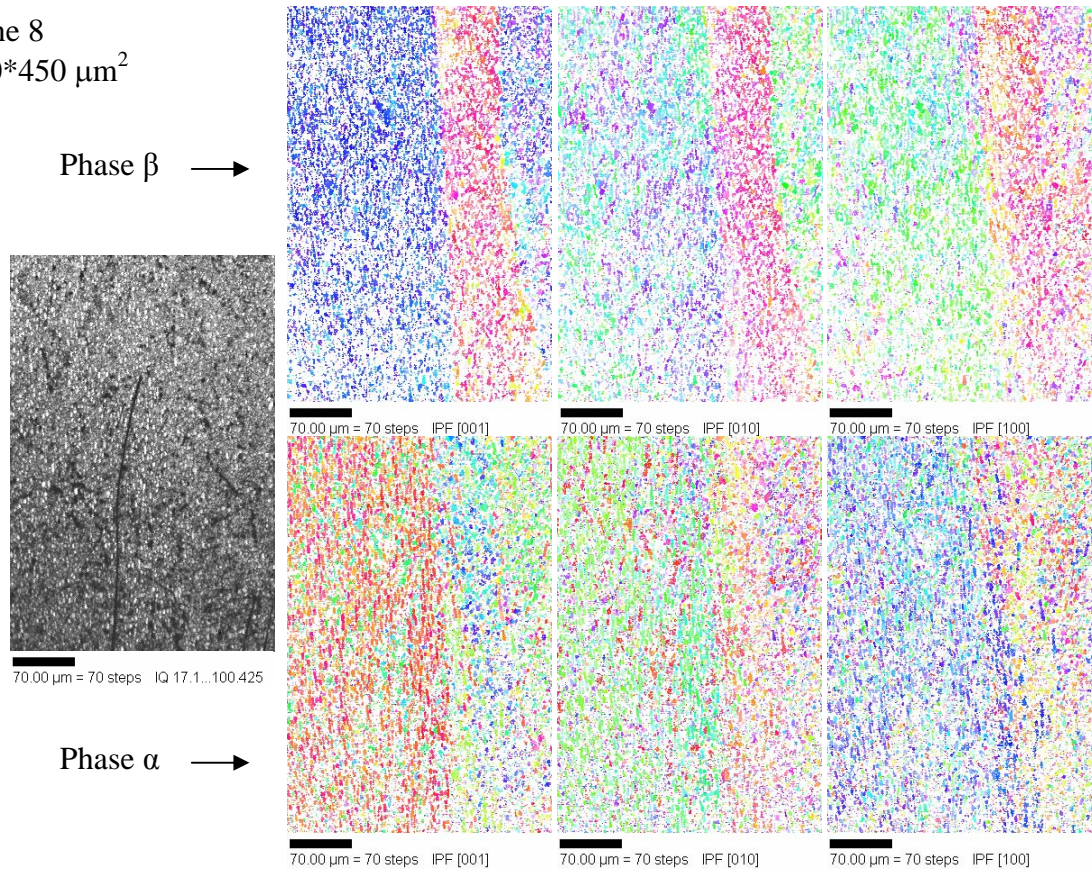 ne 8
0*450 μm²
Phase β
70.00 μm = 70 steps IPF [001]
70.00 μm = 70 steps IPF [010]
70.00 μm = 70 steps IPF [100]
70.00 μm = 70 steps IQ 17.1...100.425
Phase α
70.00 μm = 70 steps IPF [001]
70.00 μm = 70 steps IPF [010]
70.00 μm = 70 steps IPF [100]